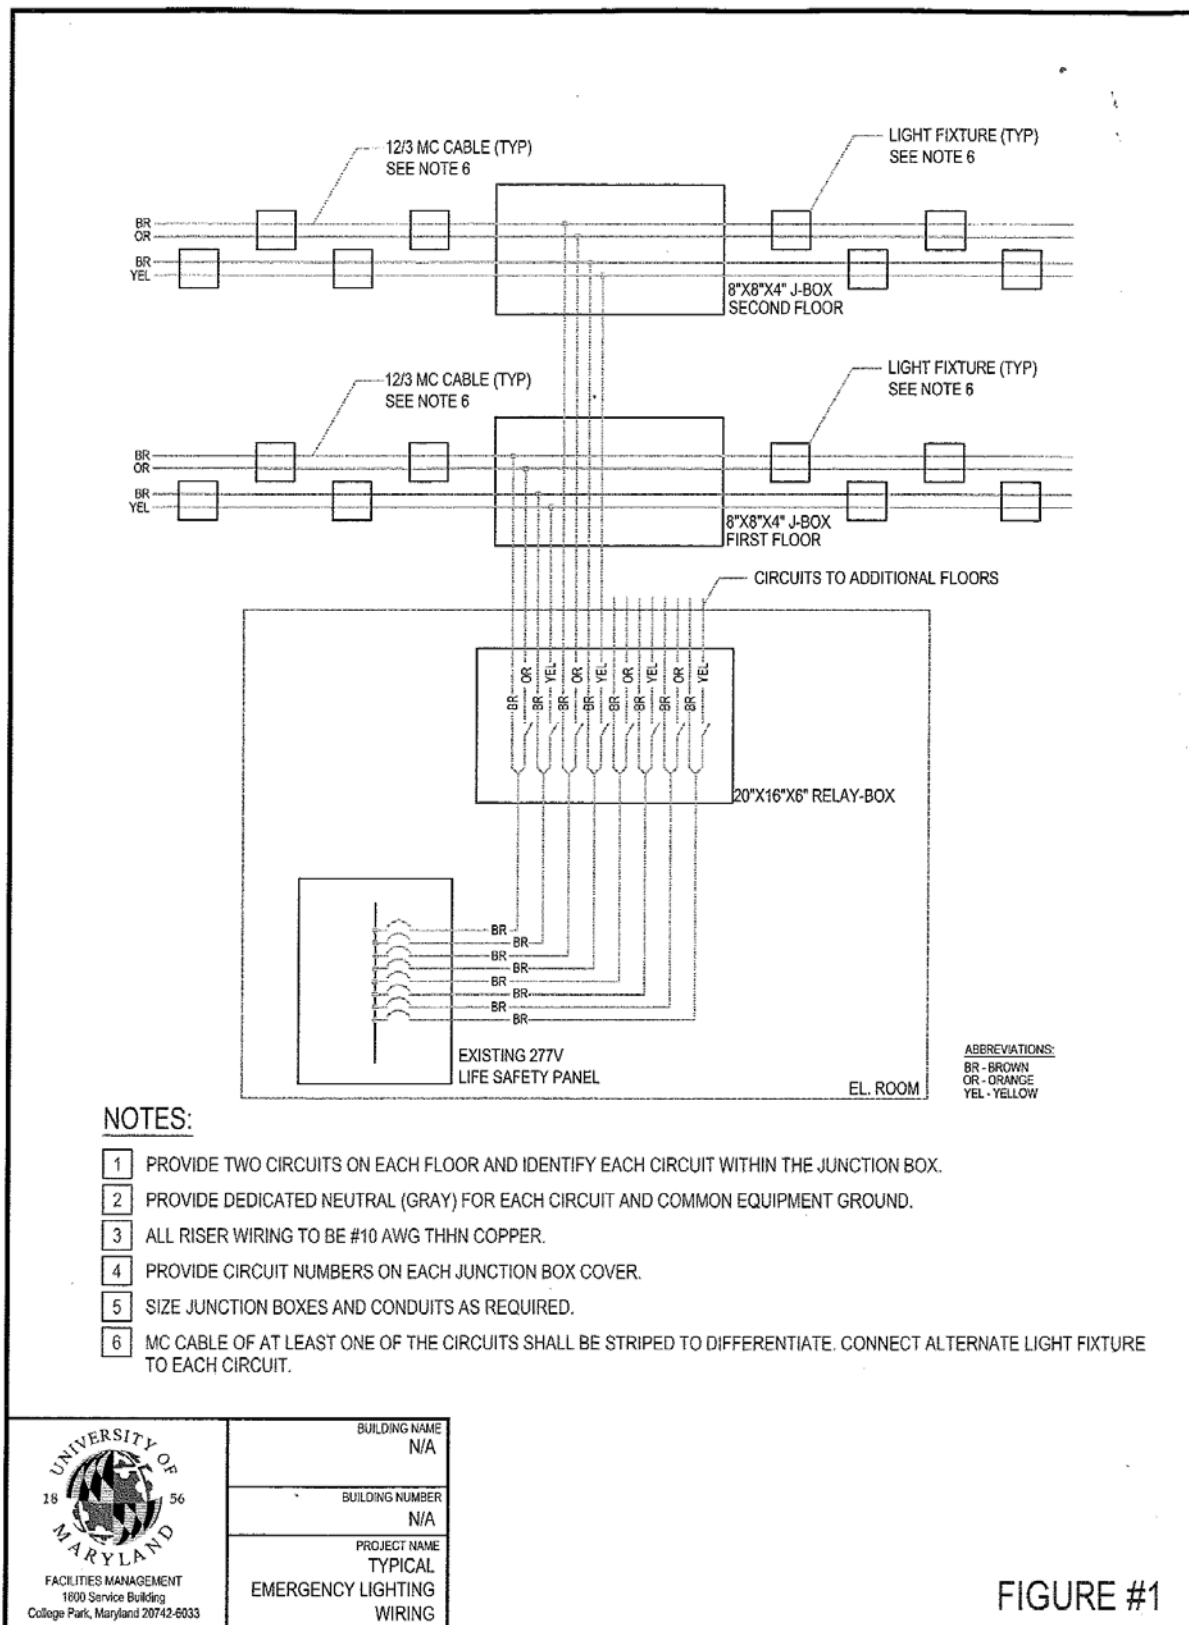 12/3 MC CABLE (TYP)
SEE NOTE 6
LIGHT FIXTURE (TYP)
SEE NOTE 6
BR
OR
BR
YEL
8"X8"X4" J-BOX
SECOND FLOOR
12/3 MC CABLE (TYP)
SEE NOTE 6
LIGHT FIXTURE (TYP)
SEE NOTE 6
BR
OR
BR
YEL
8"X8"X4" J-BOX
FIRST FLOOR
CIRCUITS TO ADDITIONAL FLOORS
BR OR BR YEL BR OR BR YEL BR OR BR YEL BR OR BR YEL
20"X16"X6" RELAY-BOX
BR
BR
BR
BR
BR
BR
BR
BR
EXISTING 277V
LIFE SAFETY PANEL
EL. ROOM
ABBREVIATIONS:
BR - BROWN
OR - ORANGE
YEL - YELLOW
NOTES:
1 PROVIDE TWO CIRCUITS ON EACH FLOOR AND IDENTIFY EACH CIRCUIT WITHIN THE JUNCTION BOX.
2 PROVIDE DEDICATED NEUTRAL (GRAY) FOR EACH CIRCUIT AND COMMON EQUIPMENT GROUND.
3 ALL RISER WIRING TO BE #10 AWG THHN COPPER.
4 PROVIDE CIRCUIT NUMBERS ON EACH JUNCTION BOX COVER.
5 SIZE JUNCTION BOXES AND CONDUITS AS REQUIRED.
6 MC CABLE OF AT LEAST ONE OF THE CIRCUITS SHALL BE STRIPED TO DIFFERENTIATE. CONNECT ALTERNATE LIGHT FIXTURE
TO EACH CIRCUIT.
UNIVERSITY OF
18 56
MARYLAND
FACILITIES MANAGEMENT
1600 Service Building
College Park, Maryland 20742-6033
BUILDING NAME
N/A
BUILDING NUMBER
N/A
PROJECT NAME
TYPICAL
EMERGENCY LIGHTING
WIRING
FIGURE #1